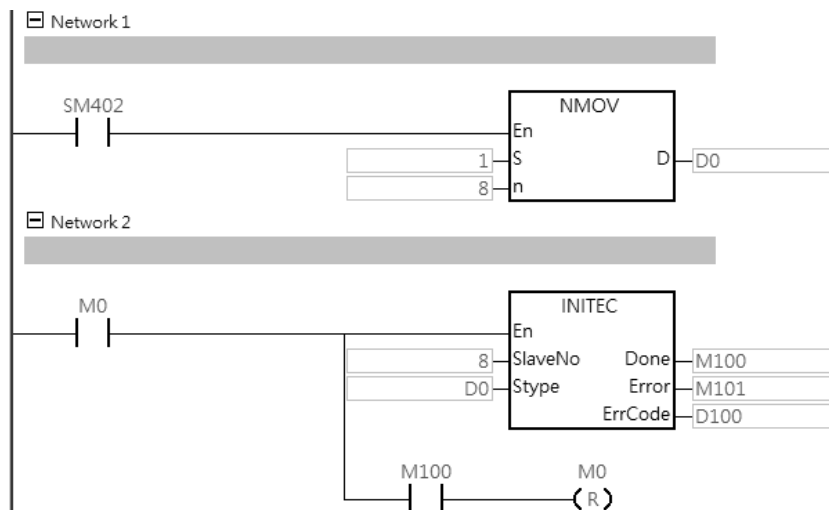 Network 1
SM402
NMOV
En
1 S D D0
8 n
Network 2
M0
INITEC
En
8 SlaveNo Done M100
D0 Stype Error M101
ErrCode D100
M100 M0
R